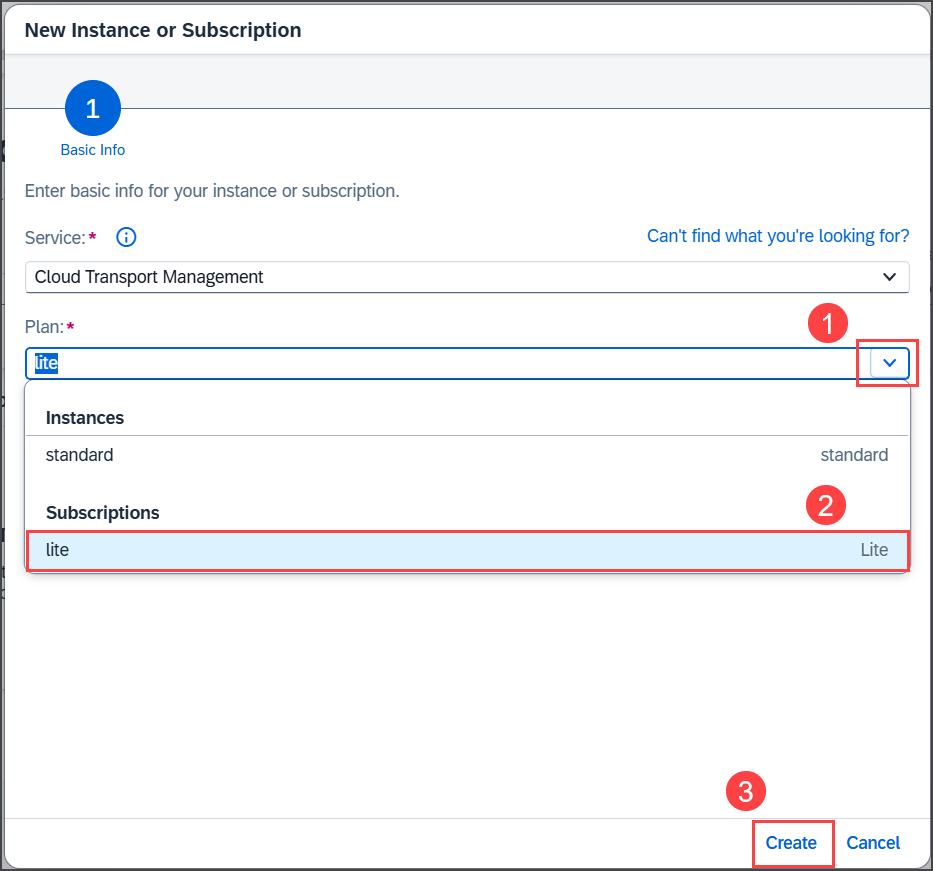 New Instance or Subscription
1
Basic Info
Enter basic info for your instance or subscription.
Service:* Can't find what you're looking for?
Cloud Transport Management
Plan:* 1
lite
Instances
standard standard
Subscriptions 2
lite Lite
3
Create Cancel